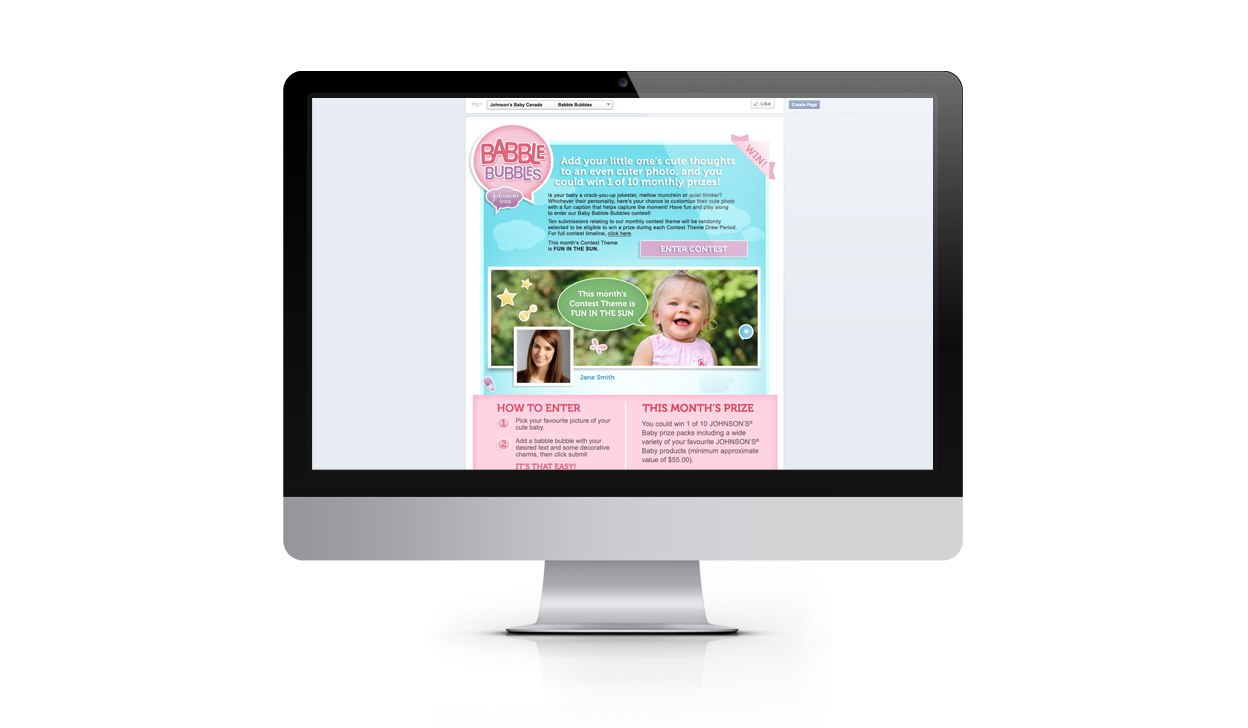 Johnson's Baby Canada Babble Bubbles
Like
Create Page
BABBLE
BUBBLES
Johnson's
baby
WIN!
Add your little one's cute thoughts
to an even cuter photo, and you
could win 1 of 10 monthly prizes!
Is your baby a crack-you-up jokester, mellow munchkin or quiet thinker?
Whichever their personality, here's your chance to customize their cute photo
with a fun caption that helps capture the moment! Have fun and play along
to enter our Baby Babble Bubbles contest!
Ten submissions relating to our monthly contest theme will be randomly
selected to be eligible to win a prize during each Contest Theme Draw Period.
For full contest timeline, click here.
This month's Contest Theme
is FUN IN THE SUN.
ENTER CONTEST
This month's
Contest Theme is
FUN IN THE SUN
Jane Smith
HOW TO ENTER
1 Pick your favourite picture of your
cute baby.
2 Add a babble bubble with your
desired text and some decorative
charms, then click submit
IT'S THAT EASY!
THIS MONTH'S PRIZE
You could win 1 of 10 JOHNSON'S®
Baby prize packs including a wide
variety of your favourite JOHNSON'S®
Baby products (minimum approximate
value of $55.00).